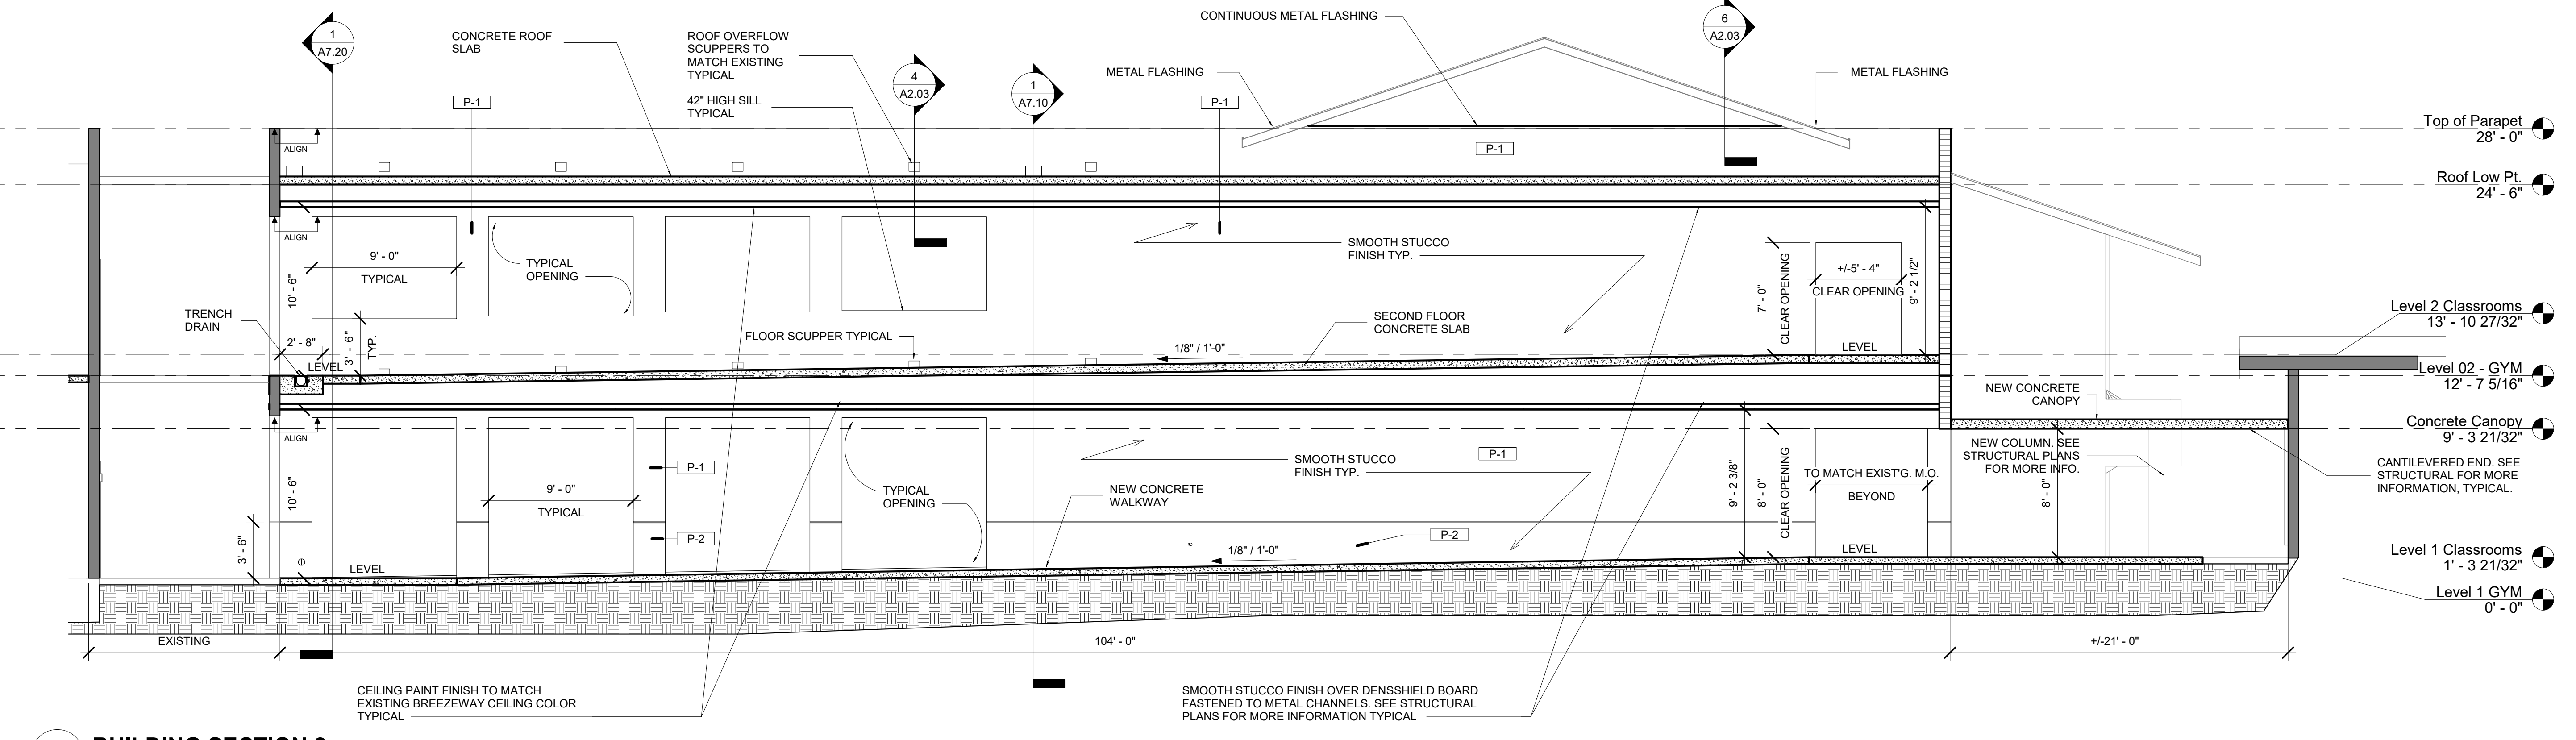 1
A7.20
CONCRETE ROOF
SLAB
P-1
ROOF OVERFLOW
SCUPPERS TO
MATCH EXISTING
TYPICAL
42" HIGH SILL
TYPICAL
4
A2.03
1
A7.10
METAL FLASHING
CONTINUOUS METAL FLASHING
P-1
6
A2.03
METAL FLASHING
P-1
Top of Parapet
28' - 0"
Roof Low Pt.
24' - 6"
Level 2 Classrooms
13' - 10 27/32"
Level 02 - GYM
12' - 7 5/16"
Concrete Canopy
9' - 3 21/32"
Level 1 Classrooms
1' - 3 21/32"
Level 1 GYM
0' - 0"
ALIGN
ALIGN
ALIGN
10' - 6"
9' - 0"
TYPICAL
TYPICAL
OPENING
SMOOTH STUCCO
FINISH TYP.
7' - 0"
CLEAR OPENING
+/-5' - 4"
CLEAR OPENING
9' - 2 1/2"
TRENCH
DRAIN
2' - 8"
LEVEL
3' - 6"
TYP.
FLOOR SCUPPER TYPICAL
1/8" / 1'-0"
SECOND FLOOR
CONCRETE SLAB
LEVEL
NEW CONCRETE
CANOPY
10' - 6"
3' - 6"
LEVEL
9' - 0"
TYPICAL
P-1
P-2
TYPICAL
OPENING
NEW CONCRETE
WALKWAY
SMOOTH STUCCO
FINISH TYP.
P-1
P-2
1/8" / 1'-0"
9' - 2 3/8"
8' - 0"
CLEAR OPENING
TO MATCH EXIST'G. M.O.
BEYOND
LEVEL
NEW COLUMN. SEE
STRUCTURAL PLANS
FOR MORE INFO.
8' - 0"
CANTILEVERED END. SEE
STRUCTURAL FOR MORE
INFORMATION, TYPICAL.
EXISTING
104' - 0"
+/-21' - 0"
CEILING PAINT FINISH TO MATCH
EXISTING BREEZEWAY CEILING COLOR
TYPICAL
SMOOTH STUCCO FINISH OVER DENSSHIELD BOARD
FASTENED TO METAL CHANNELS. SEE STRUCTURAL
PLANS FOR MORE INFORMATION TYPICAL
BUILDING SECTION